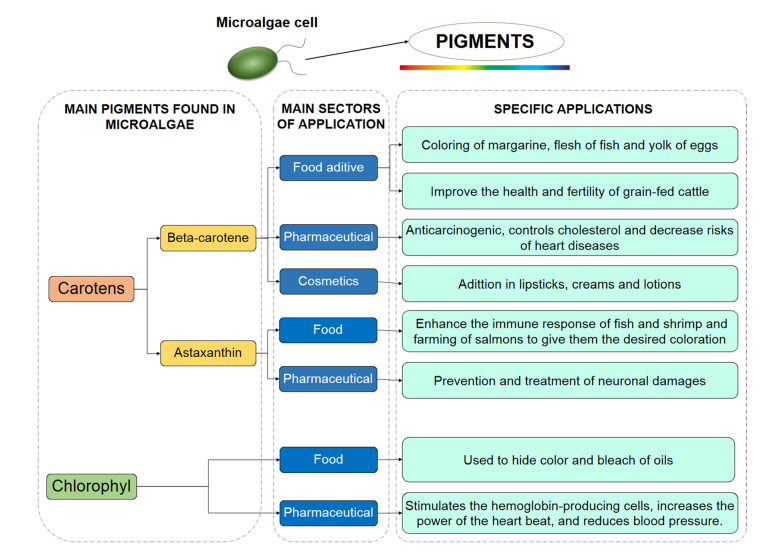 Microalgae cell
PIGMENTS
MAIN PIGMENTS FOUND IN
MICROALGAE
MAIN SECTORS
OF APPLICATION
SPECIFIC APPLICATIONS
Carotens
Beta-carotene
Food aditive
Coloring of margarine, flesh of fish and yolk of eggs
Improve the health and fertility of grain-fed cattle
Pharmaceutical
Anticarcinogenic, controls cholesterol and decrease risks
of heart diseases
Cosmetics
Adittion in lipsticks, creams and lotions
Astaxanthin
Food
Enhance the immune response of fish and shrimp and
farming of salmons to give them the desired coloration
Pharmaceutical
Prevention and treatment of neuronal damages
Chlorophyl
Food
Used to hide color and bleach of oils
Pharmaceutical
Stimulates the hemoglobin-producing cells, increases the
power of the heart beat, and reduces blood pressure.